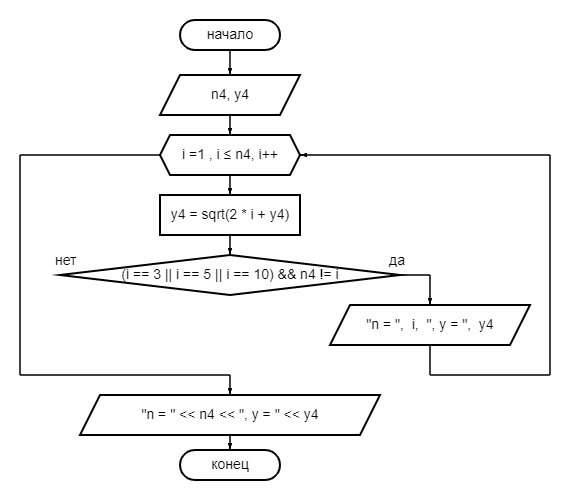 начало
n4, y4
i =1 , i ≤ n4, i++
y4 = sqrt(2 * i + y4)
нет
да
(i == 3 || i == 5 || i == 10) && n4 != i
"n = ", i, ", y = ", y4
"n = " << n4 << ", y = " << y4
конец